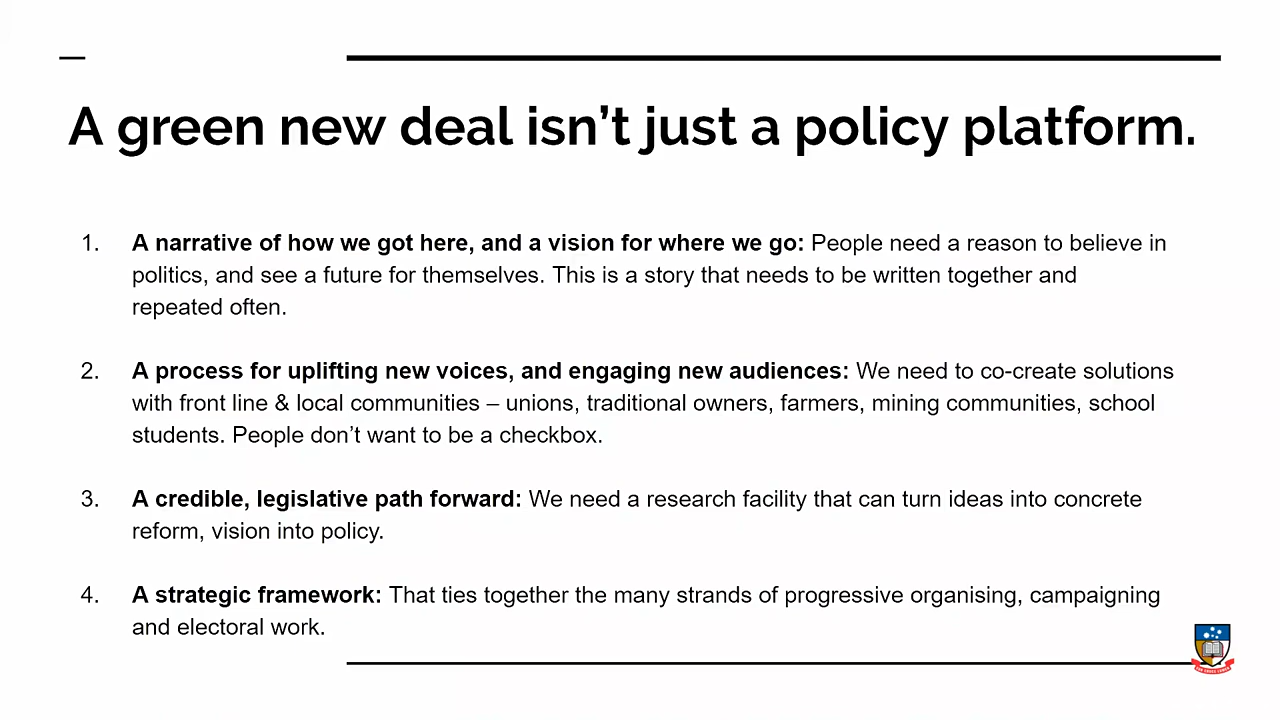 A green new deal isn’t just a policy platform.
1. A narrative of how we got here, and a vision for where we go: People need a reason to believe in
politics, and see a future for themselves. This is a story that needs to be written together and
repeated often.
2. A process for uplifting new voices, and engaging new audiences: We need to co-create solutions
with front line & local communities – unions, traditional owners, farmers, mining communities, school
students. People don’t want to be a checkbox.
3. A credible, legislative path forward: We need a research facility that can turn ideas into concrete
reform, vision into policy.
4. A strategic framework: That ties together the many strands of progressive organising, campaigning
and electoral work.